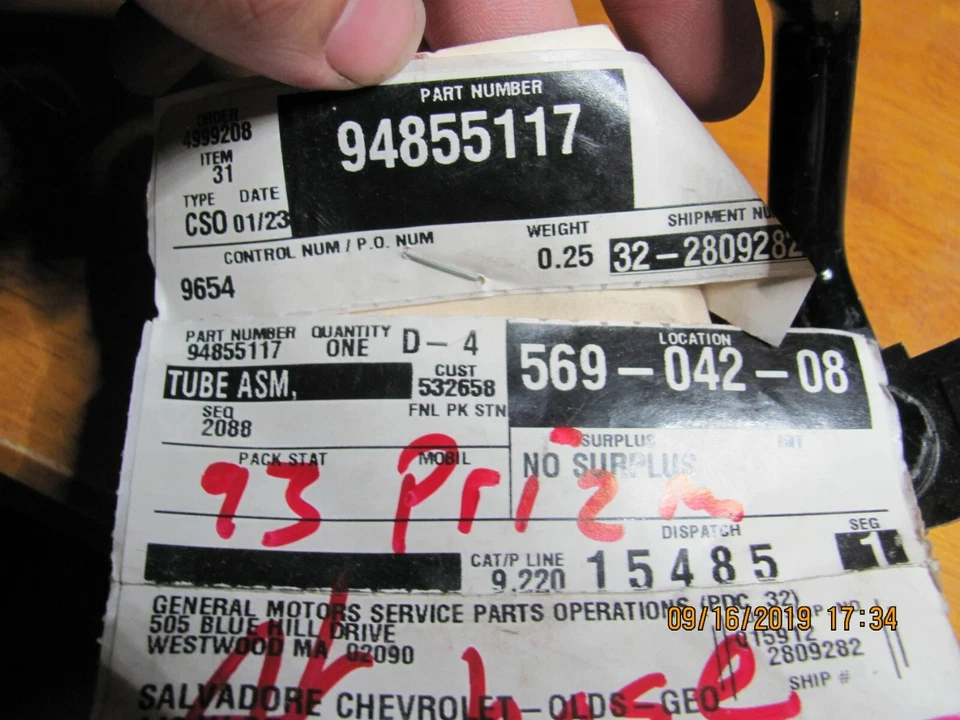 PART NUMBER
94855117
ORDER
4999208
ITEM
31
TYPE DATE
CSO 01/23
CONTROL NUM / P.O. NUM
9654
WEIGHT
0.25
SHIPMENT NU
32-2809282
PART NUMBER QUANTITY D-4
94855117 ONE
TUBE ASM,
CUST
532658
SEQ
2088
FNL PK STN
LOCATION
569-042-08
PACK STAT MOBIL
SURPLUS
NO SURPLUS
93 Prizm
CAT/P LINE
9.220
DISPATCH
15485
SEG
1
GENERAL MOTORS SERVICE PARTS OPERATIONS (PDC 32)
505 BLUE HILL DRIVE
WESTWOOD MA 02090
2809282
SHIP #
SALVADORE CHEVROLET-OLDS-GEO
09/16/2019 17:34